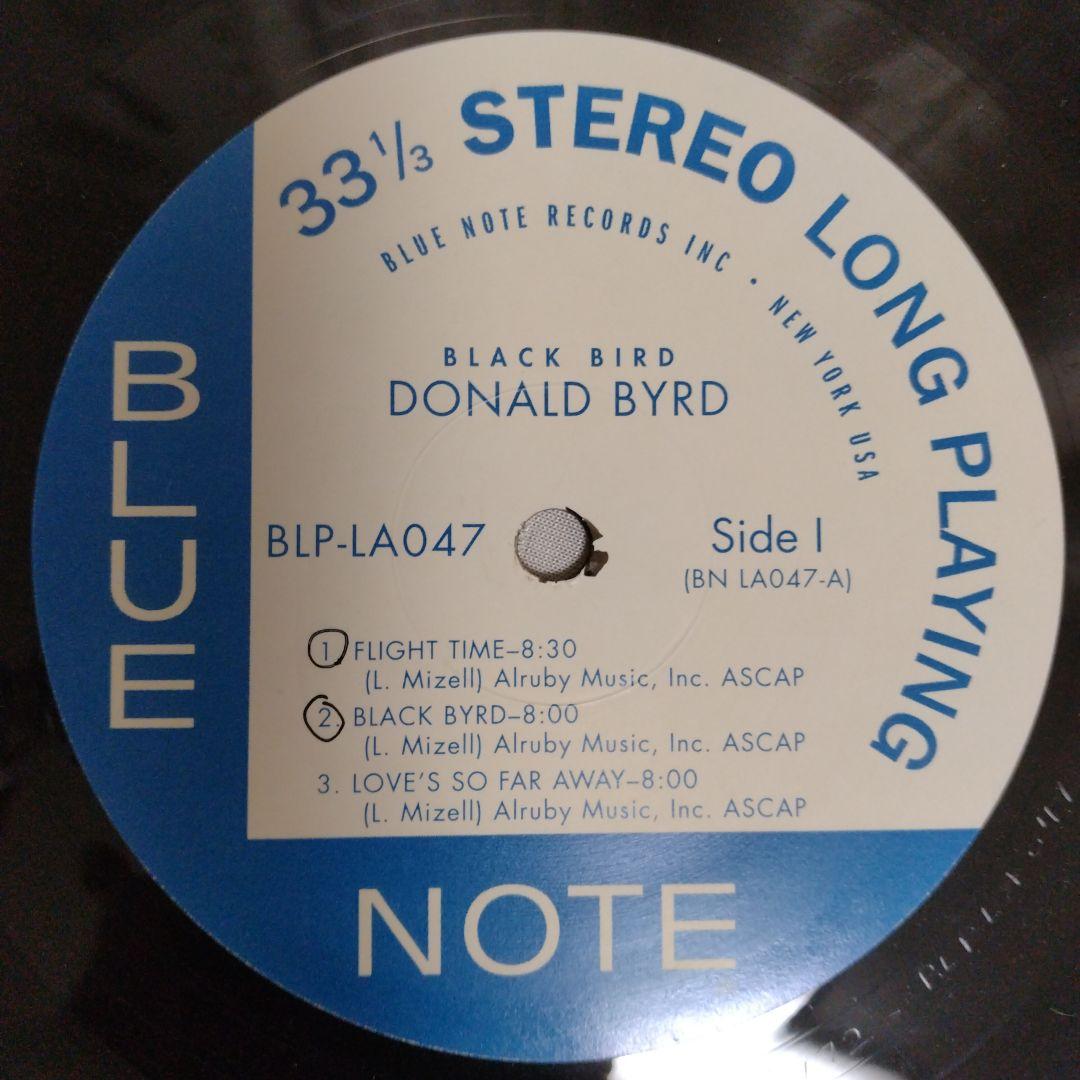 33 1/3 STEREO LONG PLAYING
BLUE NOTE RECORDS INC · NEW YORK USA
BLACK BIRD
DONALD BYRD
BLP-LA047
Side I
(BN LA047-A)
1. FLIGHT TIME–8:30
(L. Mizell) Alruby Music, Inc. ASCAP
2. BLACK BYRD–8:00
(L. Mizell) Alruby Music, Inc. ASCAP
3. LOVE'S SO FAR AWAY–8:00
(L. Mizell) Alruby Music, Inc. ASCAP
BLUE
NOTE